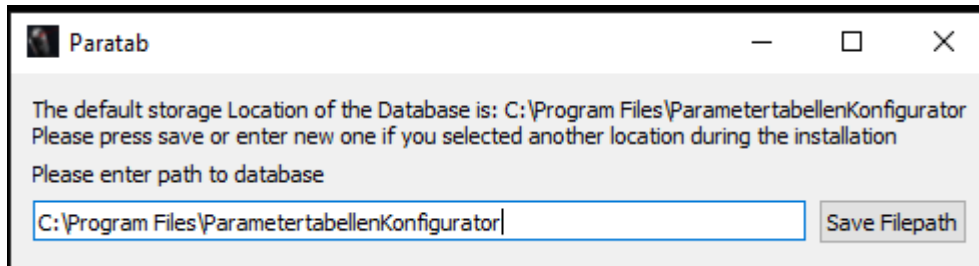 Paratab
The default storage Location of the Database is: C:\Program Files\ParametertabellenKonfigurator
Please press save or enter new one if you selected another location during the installation
Please enter path to database
C:\Program Files\ParametertabellenKonfigurator
Save Filepath